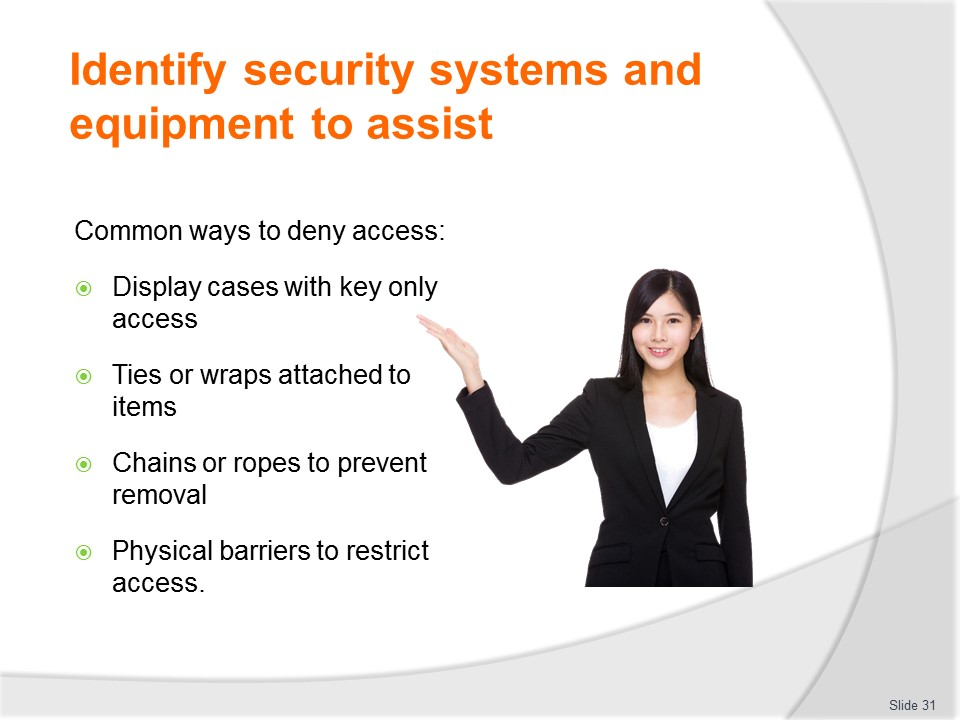 Identify security systems and
equipment to assist
Common ways to deny access:
Display cases with key only
access
Ties or wraps attached to
items
Chains or ropes to prevent
removal
Physical barriers to restrict
access.
Slide 31